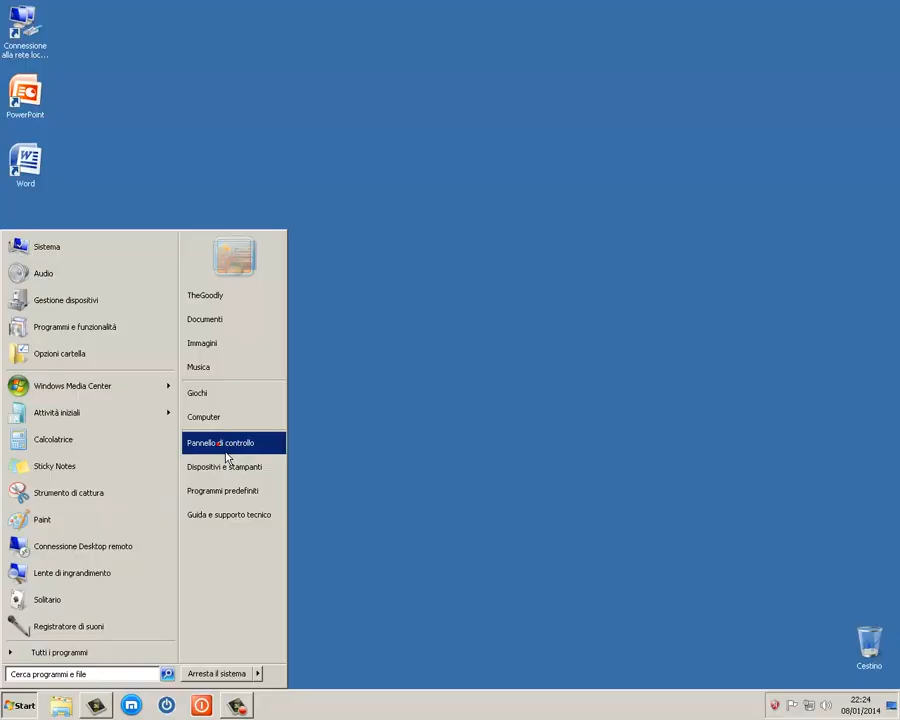 Connessione
alla rete loc...
PowerPoint
Word
Sistema
Audio
Gestione dispositivi
Programmi e funzionalità
Opzioni cartella
Windows Media Center
Attività iniziali
Calcolatrice
Sticky Notes
Strumento di cattura
Paint
Connessione Desktop remoto
Lente di ingrandimento
Solitario
Registratore di suoni
Tutti i programmi
Cerca programmi e file
TheGoodly
Documenti
Immagini
Musica
Giochi
Computer
Pannello di controllo
Dispositivi e stampanti
Programmi predefiniti
Guida e supporto tecnico
Arresta il sistema
Cestino
Start
22:24
08/01/2014